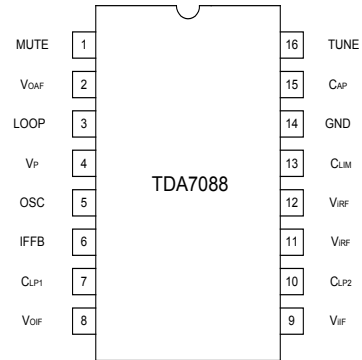 MUTE 1 16 TUNE
VOAF 2 15 CAP
LOOP 3 14 GND
VP 4 13 CLIM
TDA7088
OSC 5 12 ViRF
IFFB 6 11 ViRF
CLP1 7 10 CLP2
VOIF 8 9 ViIF